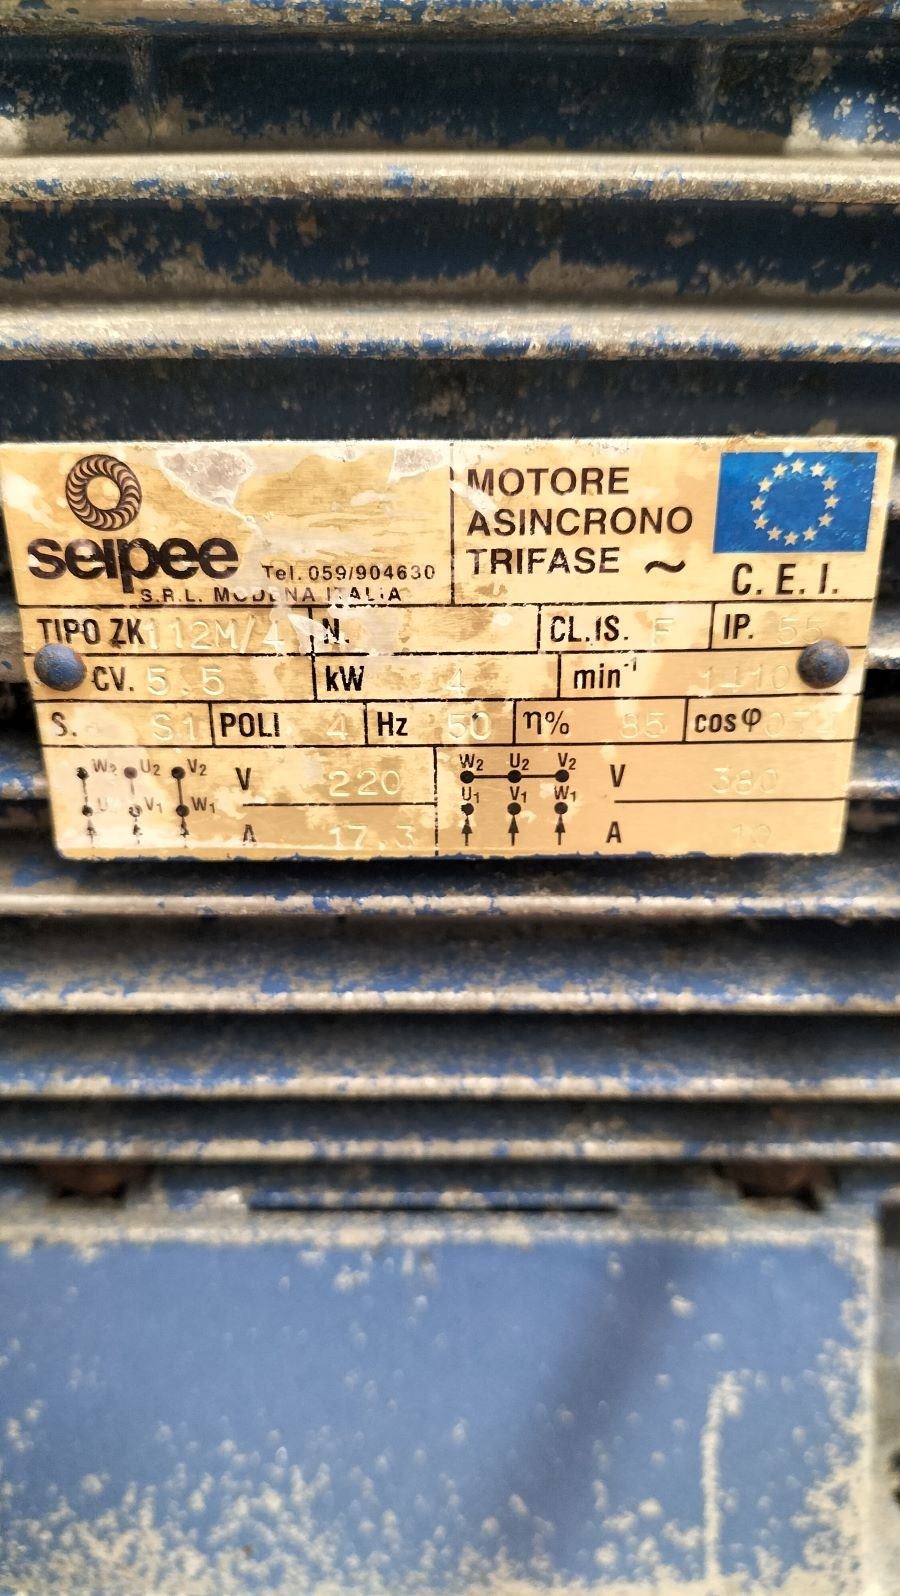 seipee
Tel. 059/904630
S.R.L. MODENA ITALIA
MOTORE
ASINCRONO
TRIFASE ~
C.E.I.
TIPO ZK 112M/4 N. CL.IS. F IP. 55
CV. 5.5 kW 4 min⁻¹ 1410
S. S1 POLI 4 Hz 50 η% 85 cosφ
W₂ U₂ V₂ V 220
U₁ V₁ W₁ A 17.3
W₂ U₂ V₂ V 380
U₁ V₁ W₁ A 10